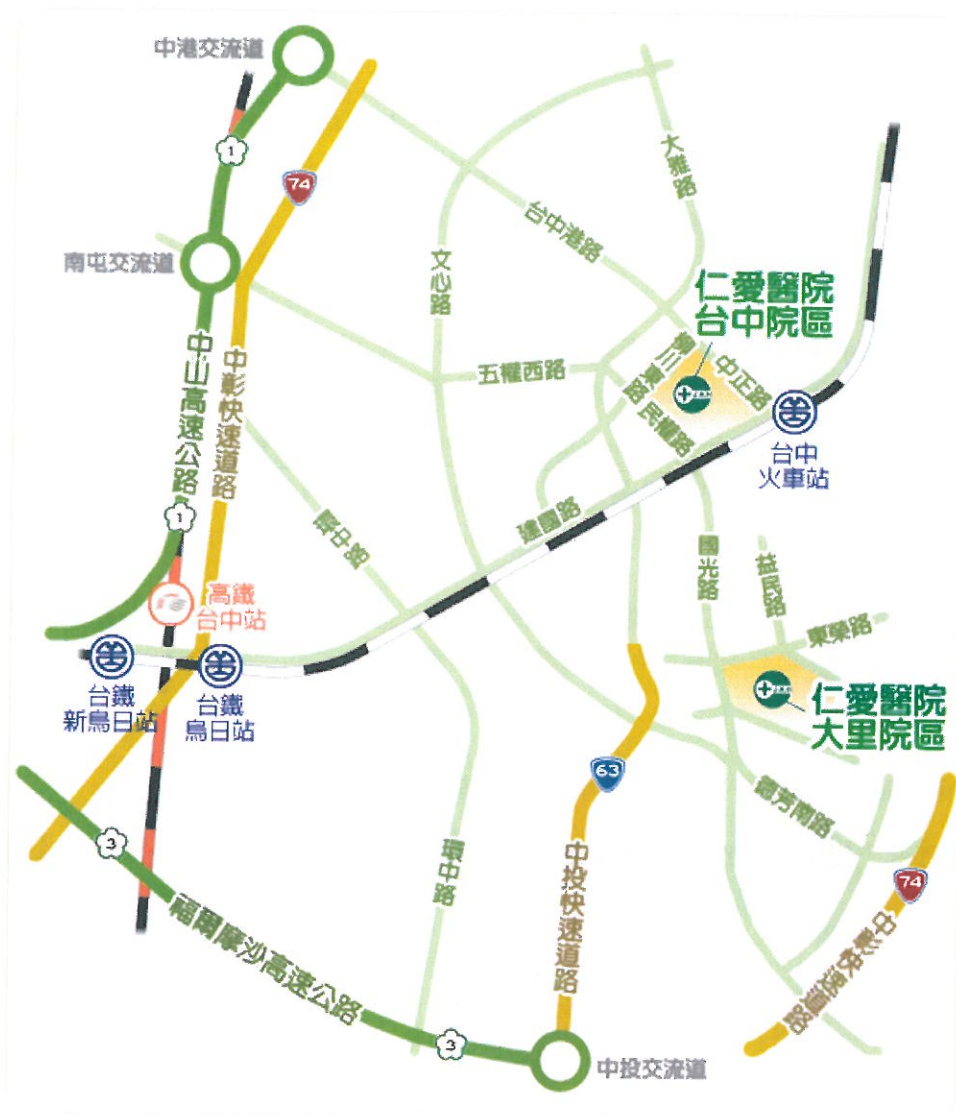 中港交流道
1
74
大雅路
台中港路
南屯交流道
文心路
仁愛醫院
台中院區
中山高速公路
中彰快速道路
五權西路
柳川東路
中正路
民權路
台中
火車站
1
環中路
建國路
國光路
益民路
高鐵
台中站
東榮路
台鐵
新烏日站
台鐵
烏日站
仁愛醫院
大里院區
63
德芳南路
3
環中路
中投快速道路
74
福爾摩沙高速公路
中彰快速道路
3
中投交流道